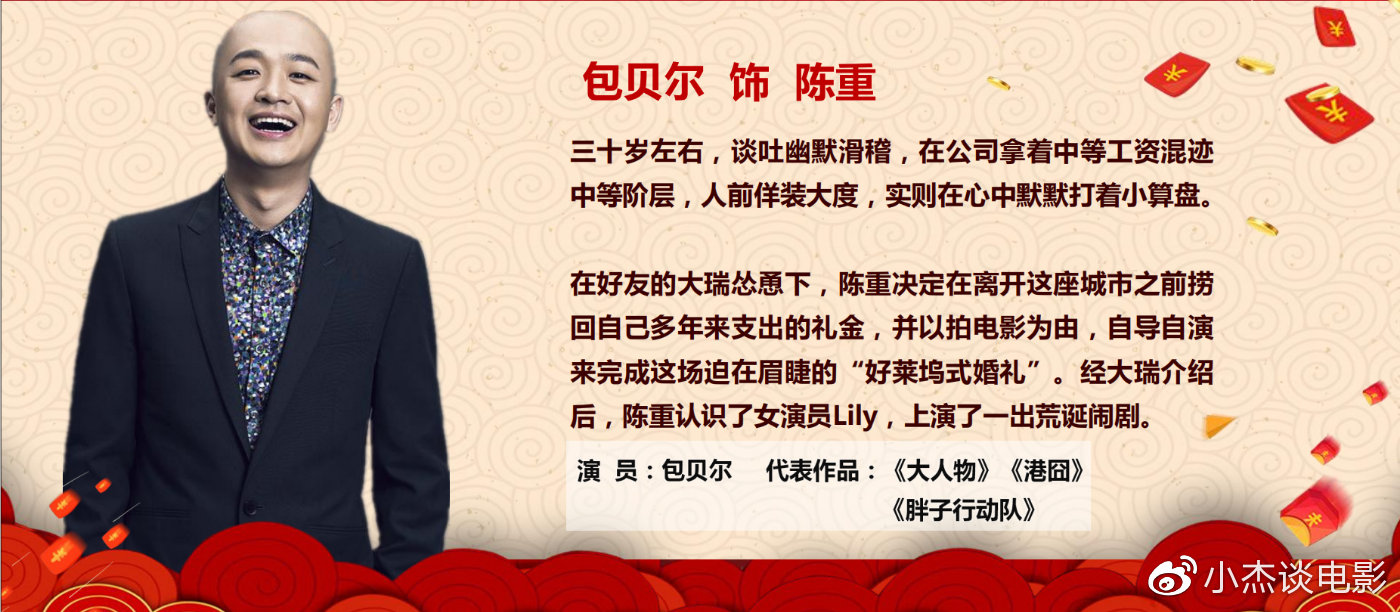 包贝尔 饰 陈重
三十岁左右，谈吐幽默滑稽，在公司拿着中等工资混迹
中等阶层，人前佯装大度，实则在心中默默打着小算盘。
在好友的大瑞怂恿下，陈重决定在离开这座城市之前捞
回自己多年来支出的礼金，并以拍电影为由，自导自演
来完成这场迫在眉睫的“好莱坞式婚礼”。经大瑞介绍
后，陈重认识了女演员Lily，上演了一出荒诞闹剧。
演 员：包贝尔 代表作品：《大人物》《港囧》
《胖子行动队》
小杰谈电影